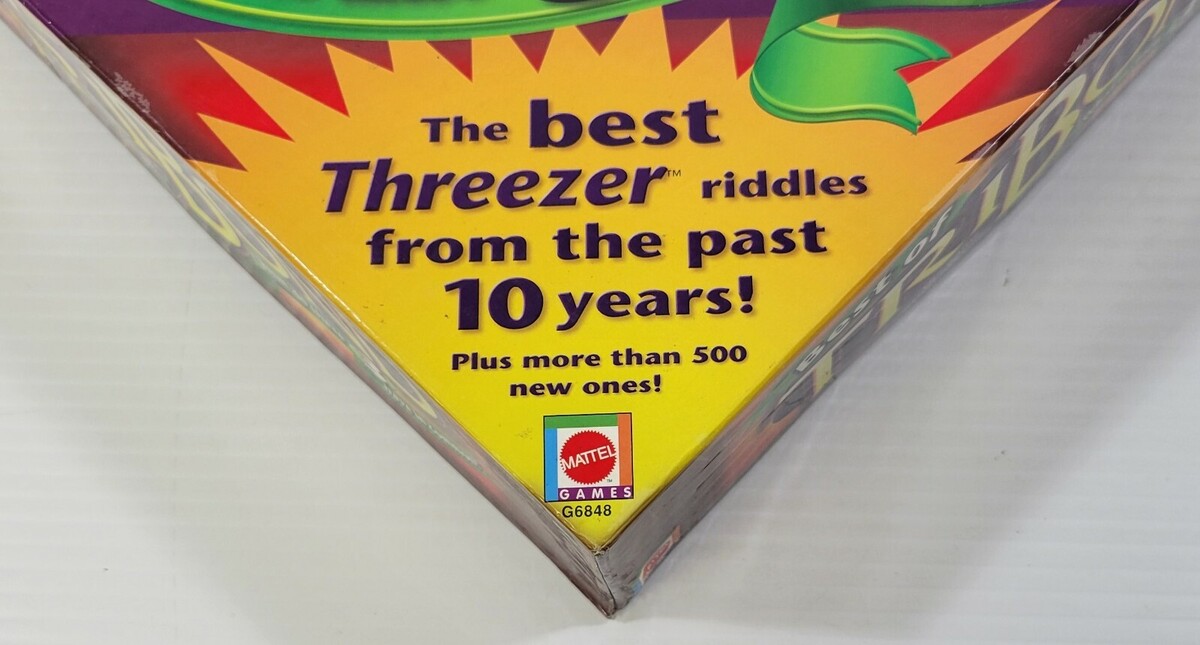 The best
Threezer™ riddles
from the past
10 years!
Plus more than 500
new ones!
MATTEL
™
GAMES
G6848
Best of